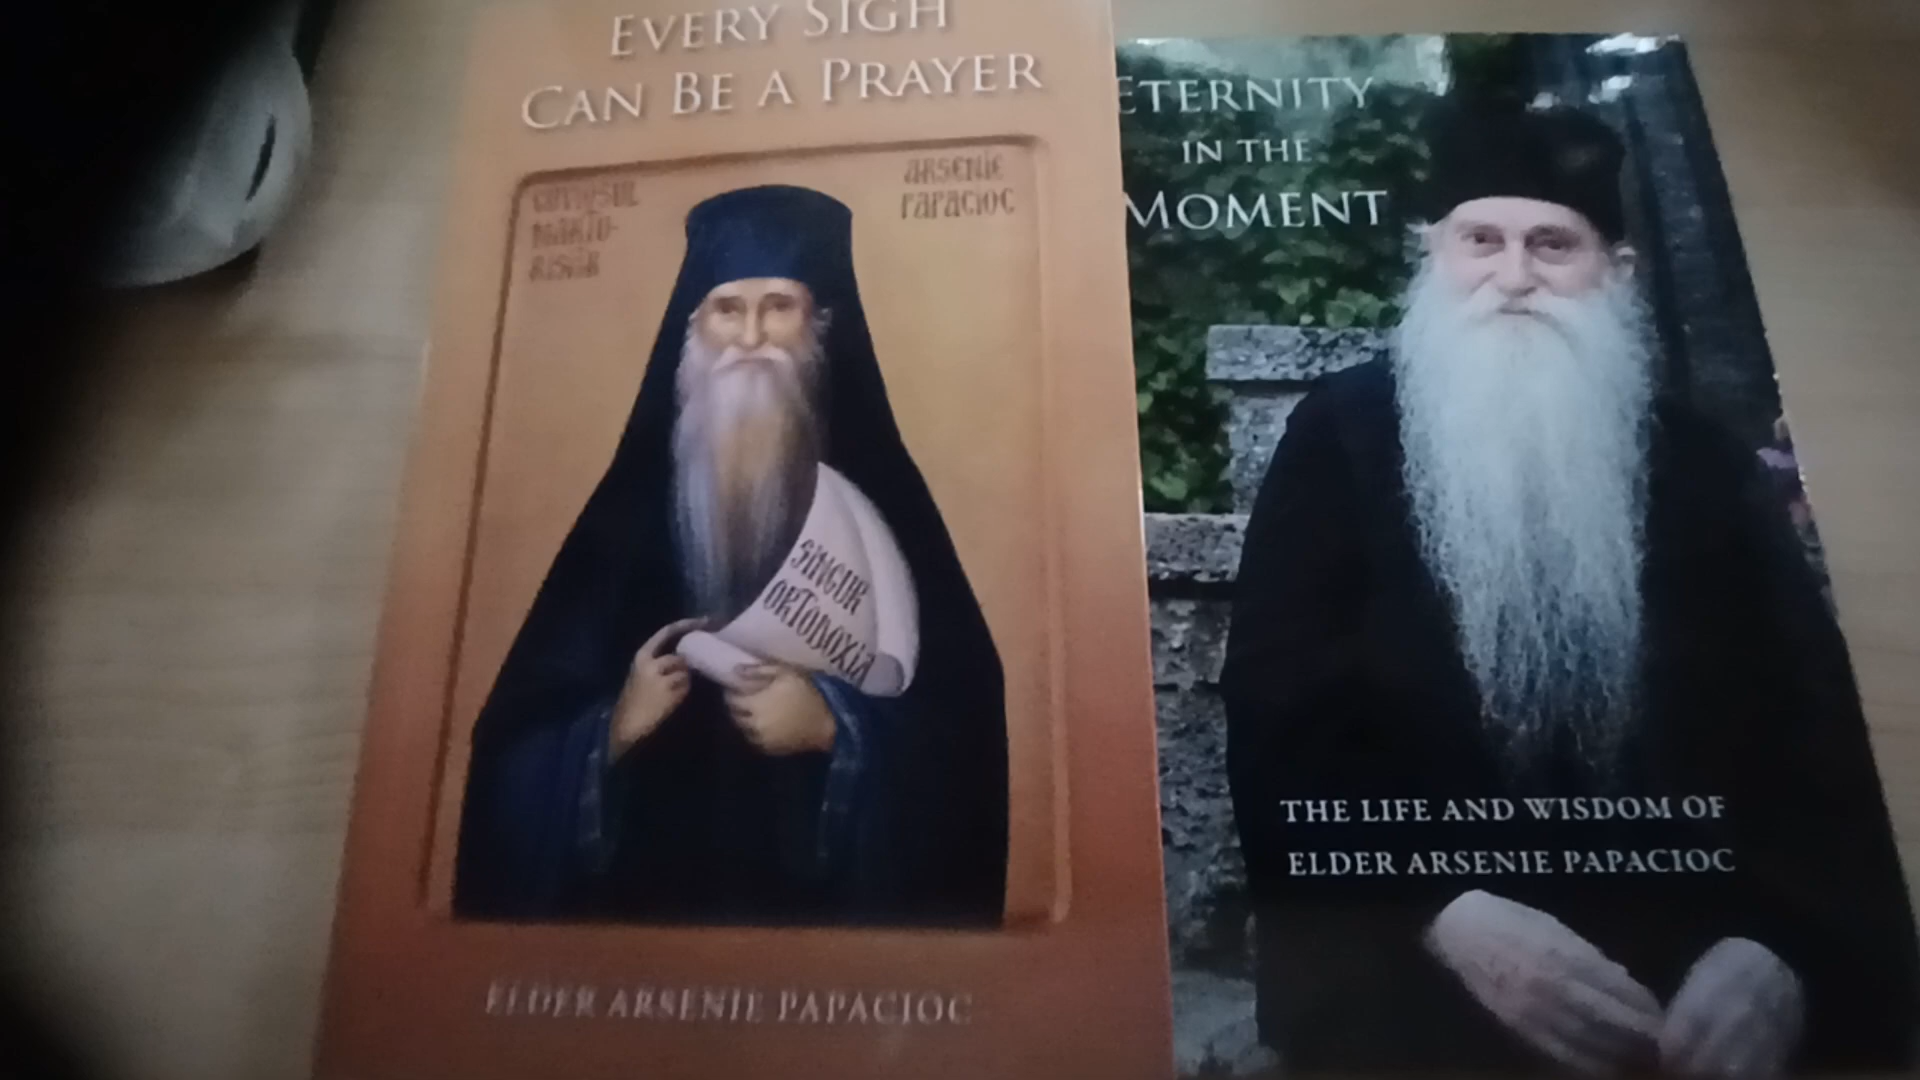 EVERY SIGH
CAN BE A PRAYER
ARSENIE
PAPACIOC
SINGUR
ORTODOXIA
ELDER ARSENIE PAPACIOC
ETERNITY
IN THE
MOMENT
THE LIFE AND WISDOM OF
ELDER ARSENIE PAPACIOC